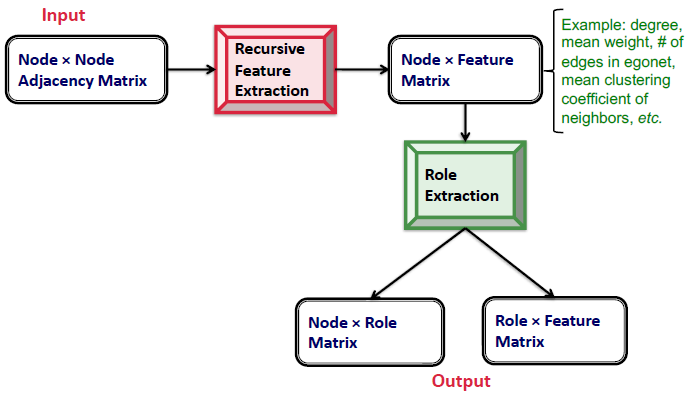 Input
Node × Node
Adjacency Matrix
Recursive
Feature
Extraction
Node × Feature
Matrix
Example: degree,
mean weight, # of
edges in egonet,
mean clustering
coefficient of
neighbors, etc.
Role
Extraction
Node × Role
Matrix
Role × Feature
Matrix
Output